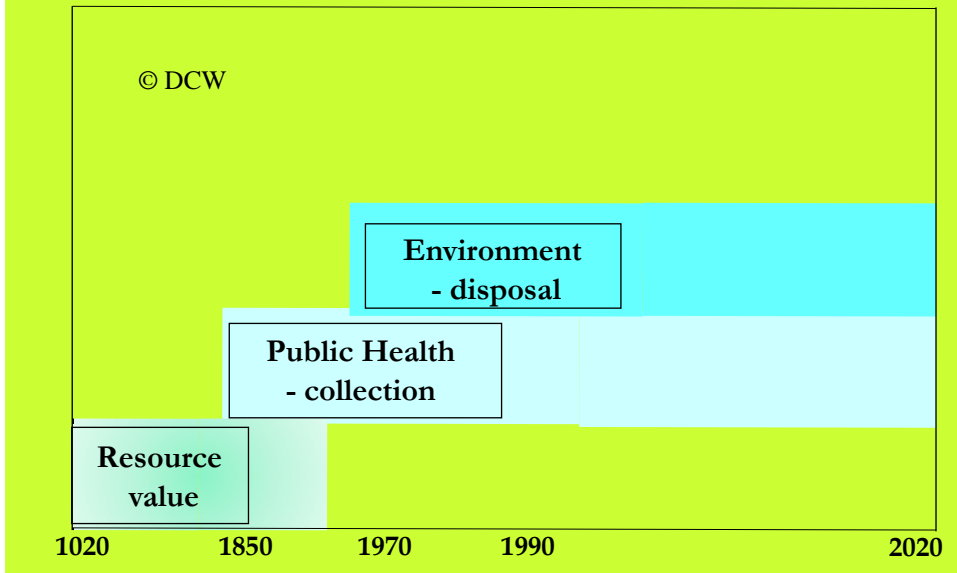 © DCW
Environment
- disposal
Public Health
- collection
Resource
value
1020 1850 1970 1990 2020